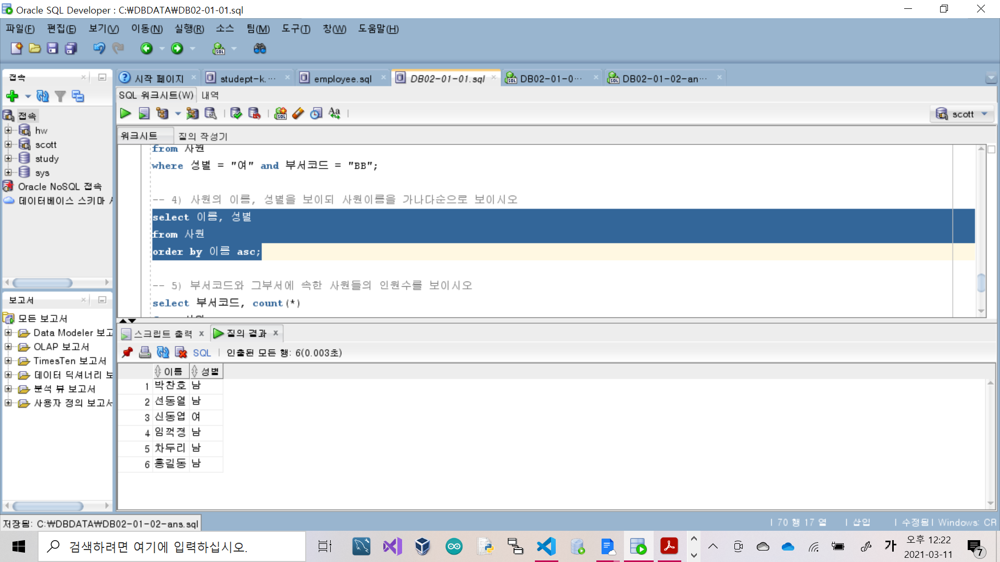 Oracle SQL Developer : C:₩DBDATA₩DB02-01-01.sql
파일(F) 편집(E) 보기(V) 이동(N) 실행(R) 소스 팀(M) 도구(T) 창(W) 도움말(H)
접속
시작 페이지
studept-k....
employee.sql
DB02-01-01.sql
DB02-01-0...
DB02-01-02-an...
SQL 워크시트(W) 내역
scott
접속
hw
scott
study
sys
Oracle NoSQL 접속
데이터베이스 스키마
워크시트 질의 작성기
from 사원
where 성별 = "여" and 부서코드 = "BB";
-- 4) 사원의 이름, 성별을 보이되 사원이름을 가나다순으로 보이시오
select 이름, 성별
from 사원
order by 이름 asc;
-- 5) 부서코드와 그부서에 속한 사원들의 인원수를 보이시오
select 부서코드, count(*)
보고서
모든 보고서
Data Modeler 보고
OLAP 보고서
TimesTen 보고서
데이터 딕셔너리 보
분석 뷰 보고서
사용자 정의 보고서
스크립트 출력 질의 결과
SQL 인출된 모든 행: 6(0.003초)
이름 성별
1 박찬호 남
2 선동열 남
3 신동엽 여
4 임꺽정 남
5 차두리 남
6 홍길동 남
저장됨: C:₩DBDATA₩DB02-01-02-ans.sql
70 행 17 열 | 삽입 | 수정됨 | Windows: CR
검색하려면 여기에 입력하십시오.
가
오후 12:22
2021-03-11
7